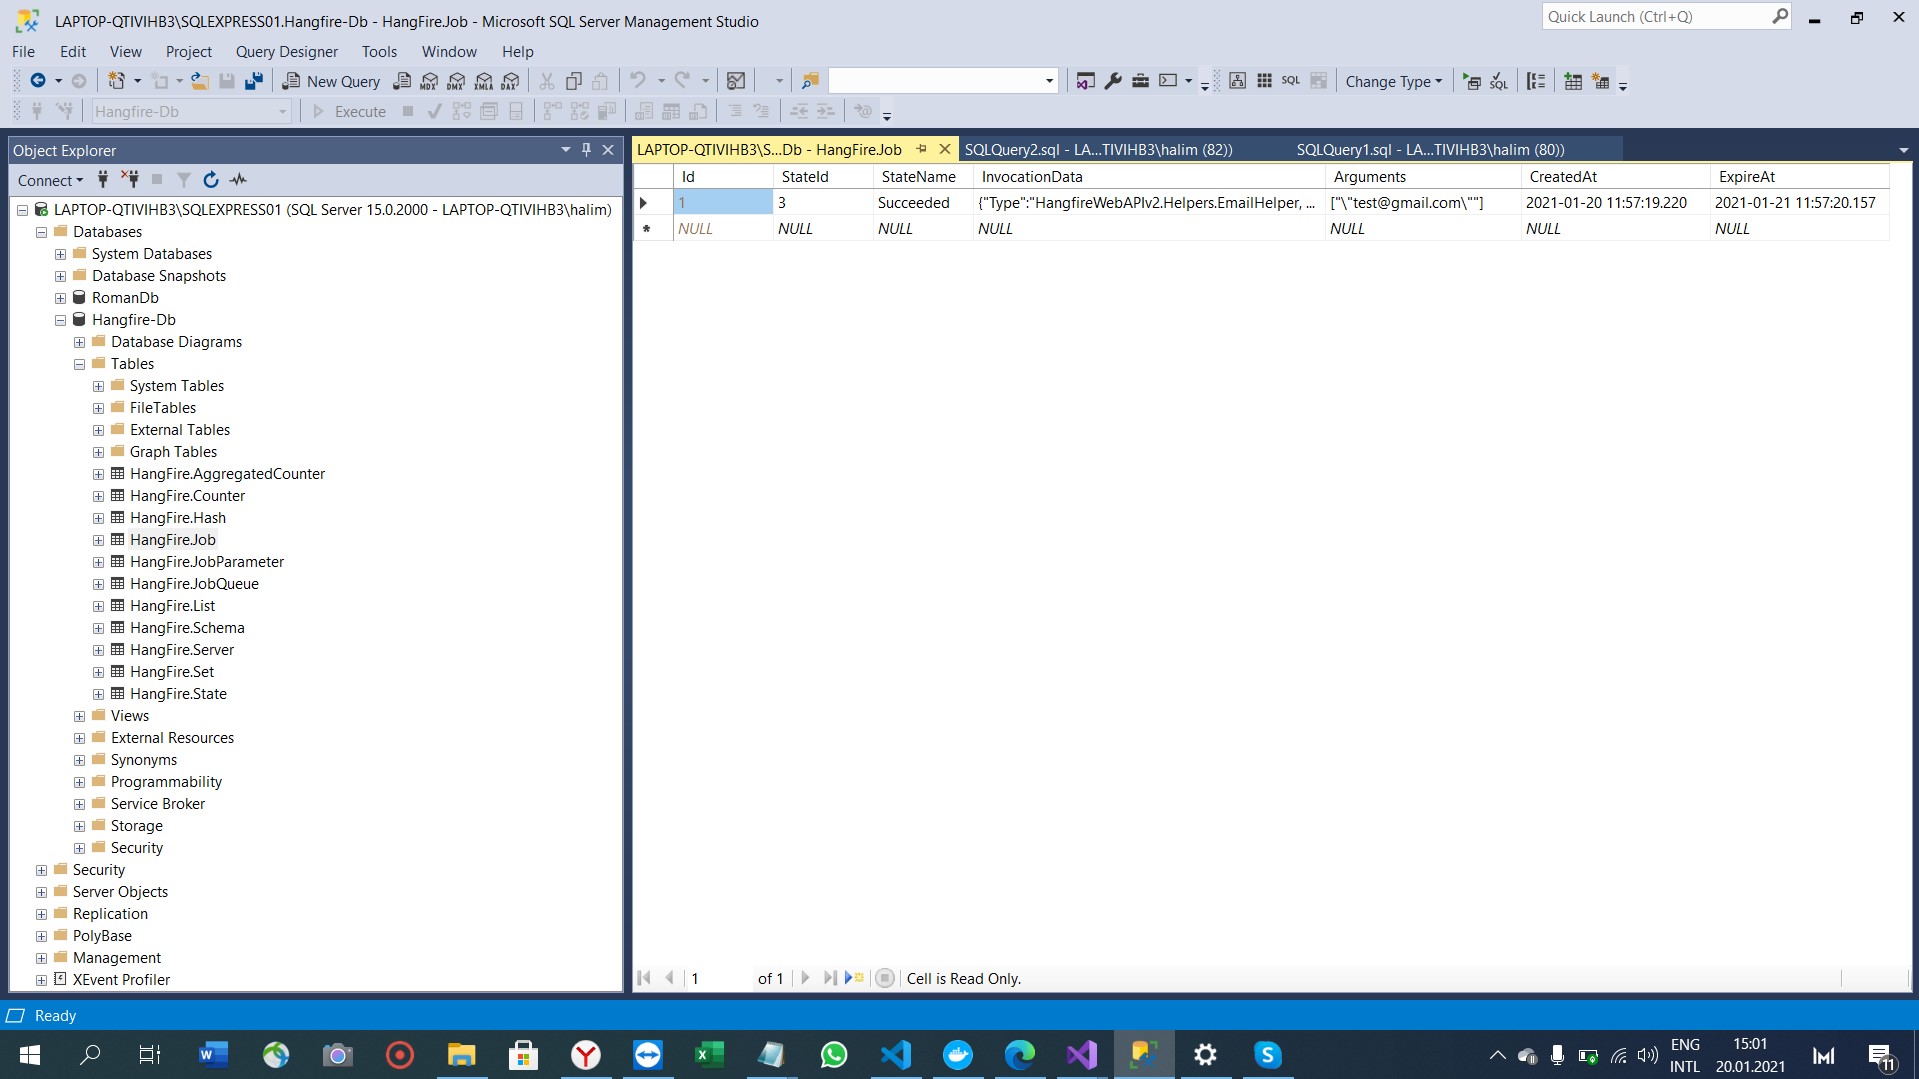 LAPTOP-QTIVIHB3\SQLEXPRESS01.Hangfire-Db - HangFire.Job - Microsoft SQL Server Management Studio
Quick Launch (Ctrl+Q)
File Edit View Project Query Designer Tools Window Help
New Query MDX DMX XMLA DAX SQL Change Type SQL
Hangfire-Db Execute
Object Explorer
Connect
LAPTOP-QTIVIHB3\SQLEXPRESS01 (SQL Server 15.0.2000 - LAPTOP-QTIVIHB3\halim)
Databases
System Databases
Database Snapshots
RomanDb
Hangfire-Db
Database Diagrams
Tables
System Tables
FileTables
External Tables
Graph Tables
HangFire.AggregatedCounter
HangFire.Counter
HangFire.Hash
HangFire.Job
HangFire.JobParameter
HangFire.JobQueue
HangFire.List
HangFire.Schema
HangFire.Server
HangFire.Set
HangFire.State
Views
External Resources
Synonyms
Programmability
Service Broker
Storage
Security
Security
Server Objects
Replication
PolyBase
Management
XEvent Profiler
LAPTOP-QTIVIHB3\S...Db - HangFire.Job SQLQuery2.sql - LA...TIVIHB3\halim (82)) SQLQuery1.sql - LA...TIVIHB3\halim (80))
Id StateId StateName InvocationData Arguments CreatedAt ExpireAt
1 3 Succeeded {"Type":"HangfireWebAPIv2.Helpers.EmailHelper, ... ["\"test@gmail.com\""] 2021-01-20 11:57:19.220 2021-01-21 11:57:20.157
NULL NULL NULL NULL NULL NULL NULL
1 of 1 Cell is Read Only.
Ready
ENG
INTL
15:01
20.01.2021
11